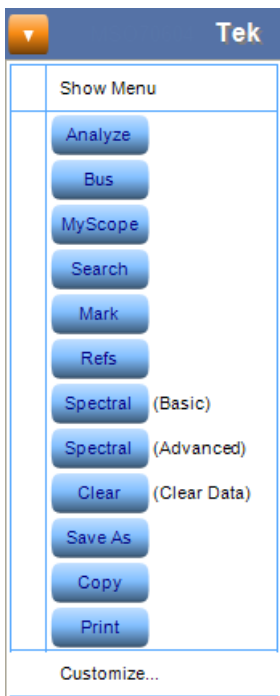 Tek
Show Menu
Analyze
Bus
MyScope
Search
Mark
Refs
Spectral (Basic)
Spectral (Advanced)
Clear (Clear Data)
Save As
Copy
Print
Customize...